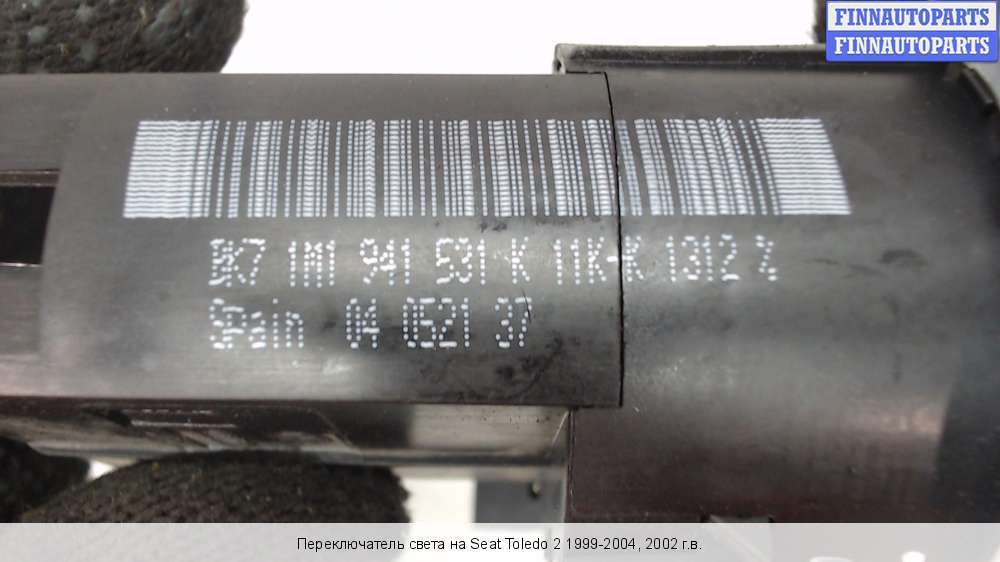 FINNAUTOPARTS
FINNAUTOPARTS
BK7 1M1 941 531-K 11K-K 1312 %
Spain 04 0521 37
Переключатель света на Seat Toledo 2 1999-2004, 2002 г.в.